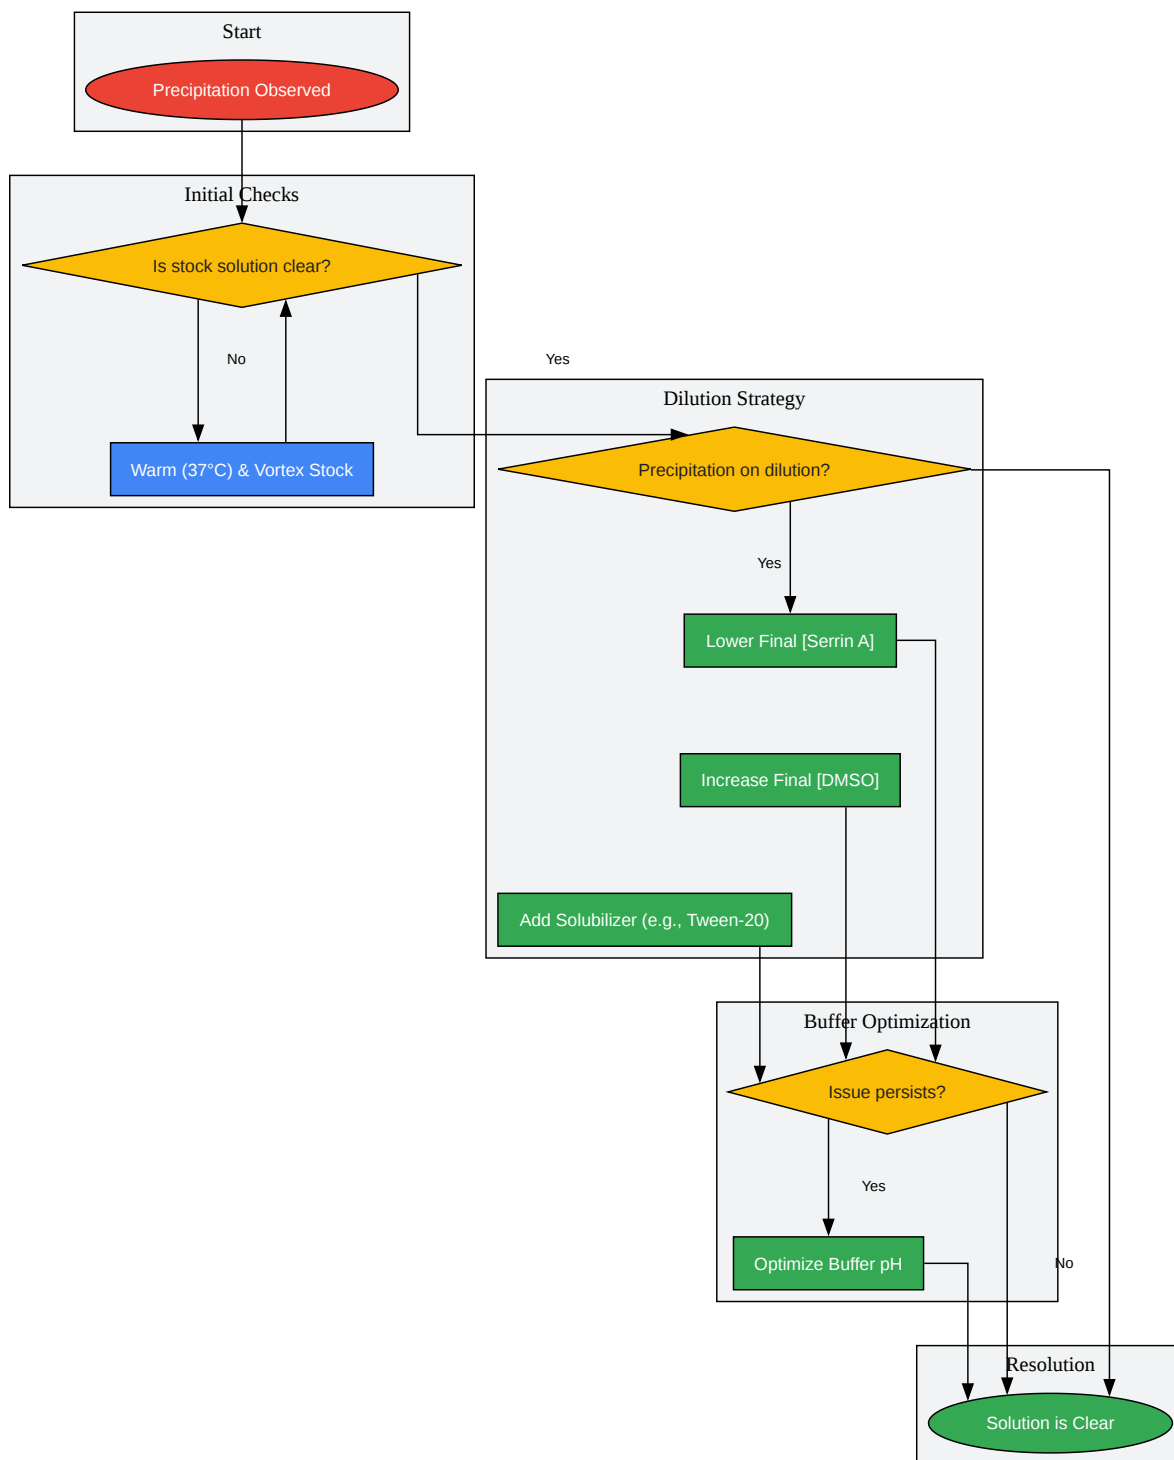 Start
Precipitation Observed
Initial Checks
Is stock solution clear?
No
Yes
Warm (37°C) & Vortex Stock
Dilution Strategy
Precipitation on dilution?
Yes
Lower Final [Serrin A]
Increase Final [DMSO]
Add Solubilizer (e.g., Tween-20)
Buffer Optimization
Issue persists?
Yes
Optimize Buffer pH
No
Resolution
Solution is Clear